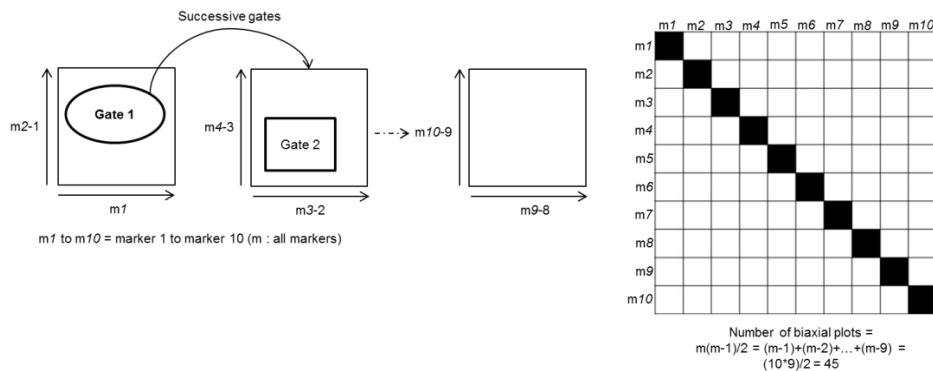 Successive gates
m2-1
Gate 1
m1
m4-3
Gate 2
m3-2
m10-9
m9-8
m1 to m10 = marker 1 to marker 10 (m : all markers)
m1 m2 m3 m4 m5 m6 m7 m8 m9 m10
m1
m2
m3
m4
m5
m6
m7
m8
m9
m10
Number of biaxial plots =
m(m-1)/2 = (m-1)+(m-2)+…+(m-9) =
(10*9)/2 = 45